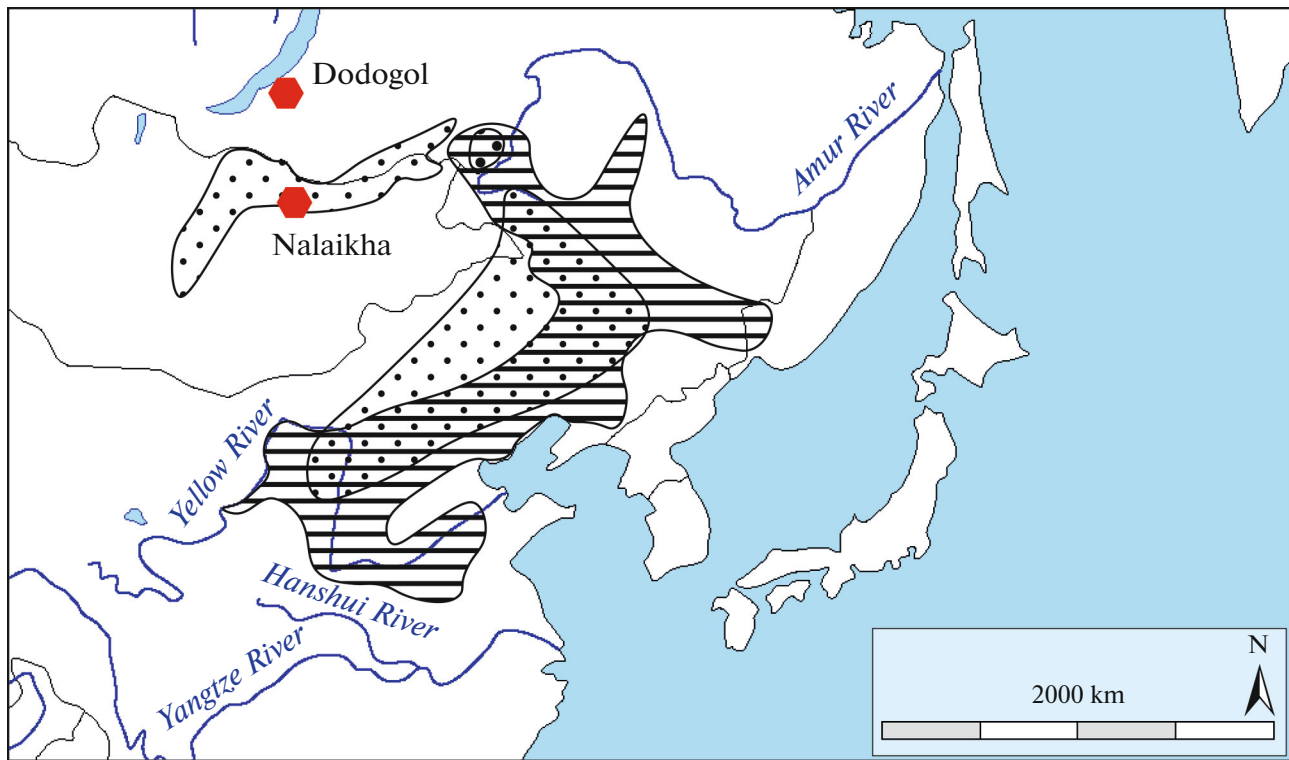 Dodogol
Amur River
Nalaikha
Yellow River
Hanshui River
Yangtze River
N
2000 km